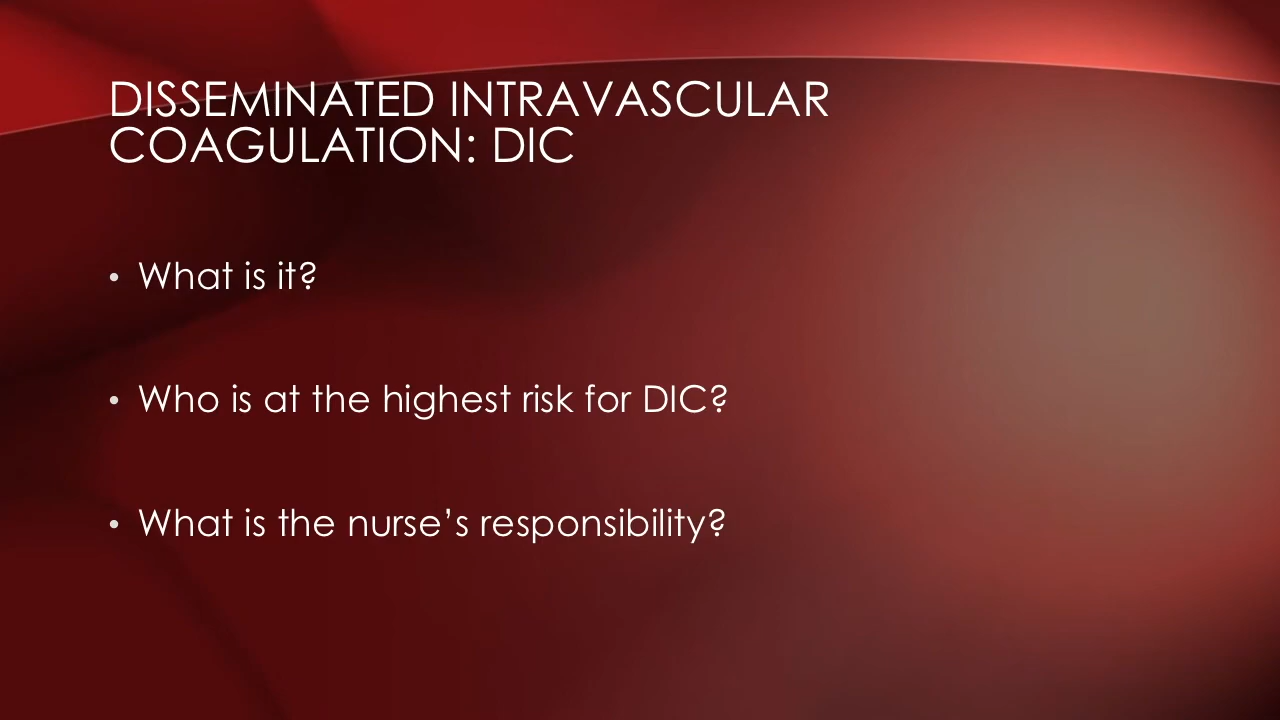 DISSEMINATED INTRAVASCULAR
COAGULATION: DIC
• What is it?
• Who is at the highest risk for DIC?
• What is the nurse’s responsibility?